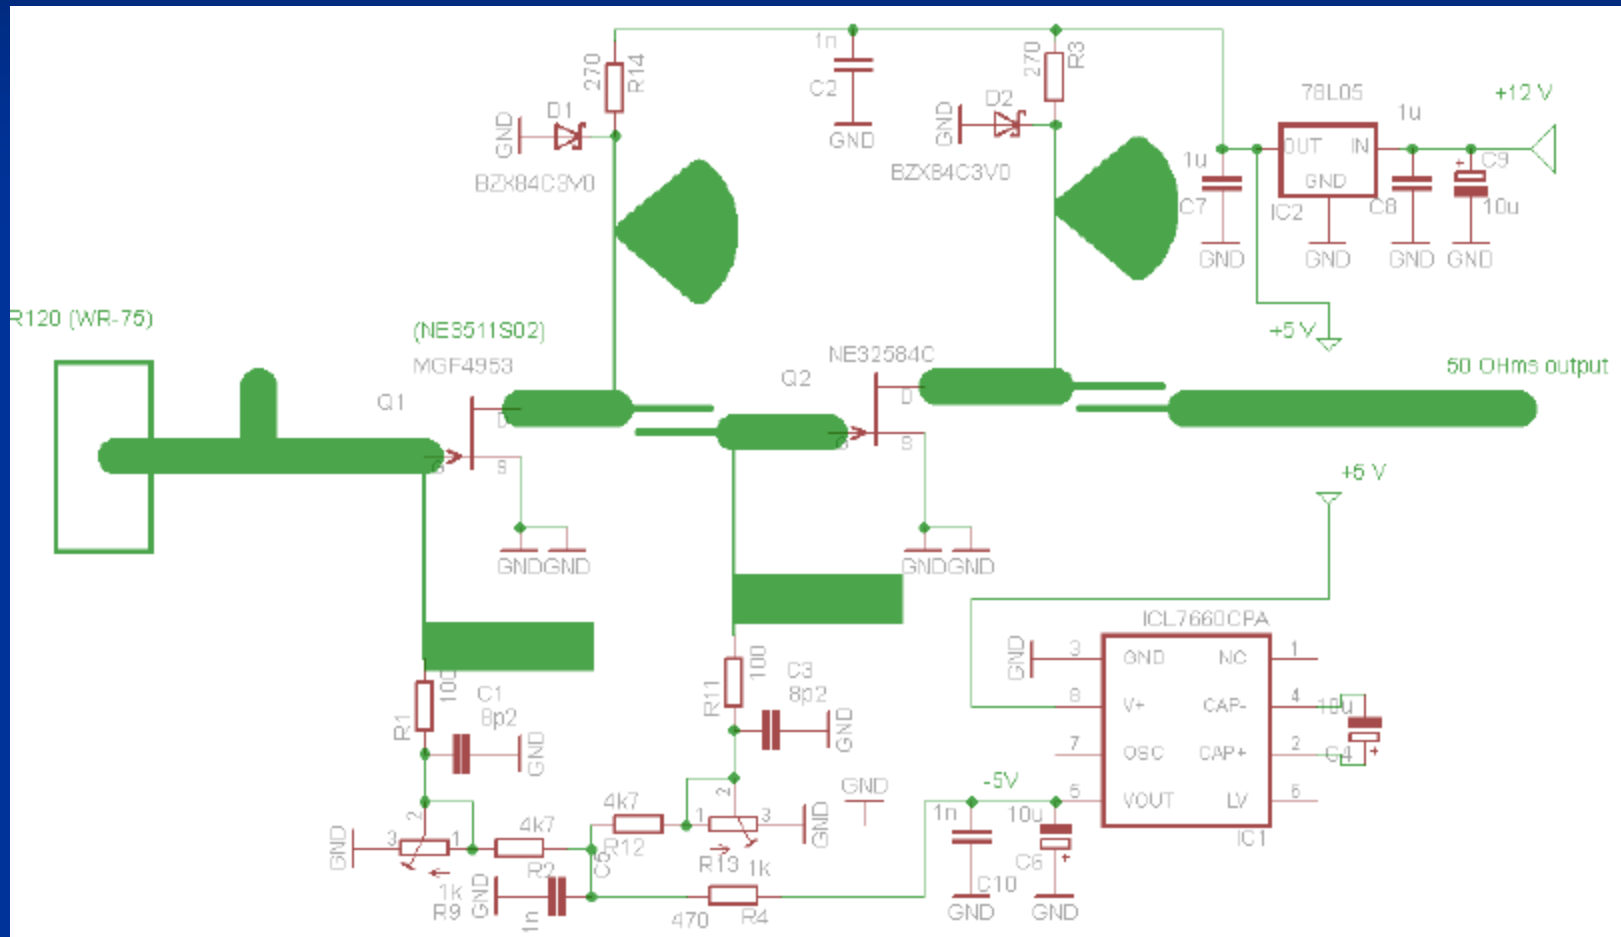 1n
C2
GND
270
R14
270
R3
D1
GND
BZX84C3V0
D2
GND
BZX84C3V0
78L05
+12 V
1u
OUT
IN
GND
IC2
1u
C7
GND
GND
C8
GND
C9
10u
GND
+5 V
R120 (WR-75)
(NE3511S02)
MGF4953
Q1
D
G
S
GND
GND
NE32584C
Q2
D
G
S
GND
GND
50 OHms output
+5 V
ICL7660CPA
GND
3
GND
NC
1
8
V+
CAP-
4
10u
7
OSC
CAP+
2
C4
+
5
VOUT
LV
6
IC1
100
R1
C1
8p2
GND
100
R11
C3
8p2
GND
GND
3
2
1
1k
R9
4k7
R2
4k7
R12
C5
1n
GND
1
2
3
R13
1k
GND
GND
470
R4
-5V
1n
C10
GND
10u
C6
+
GND